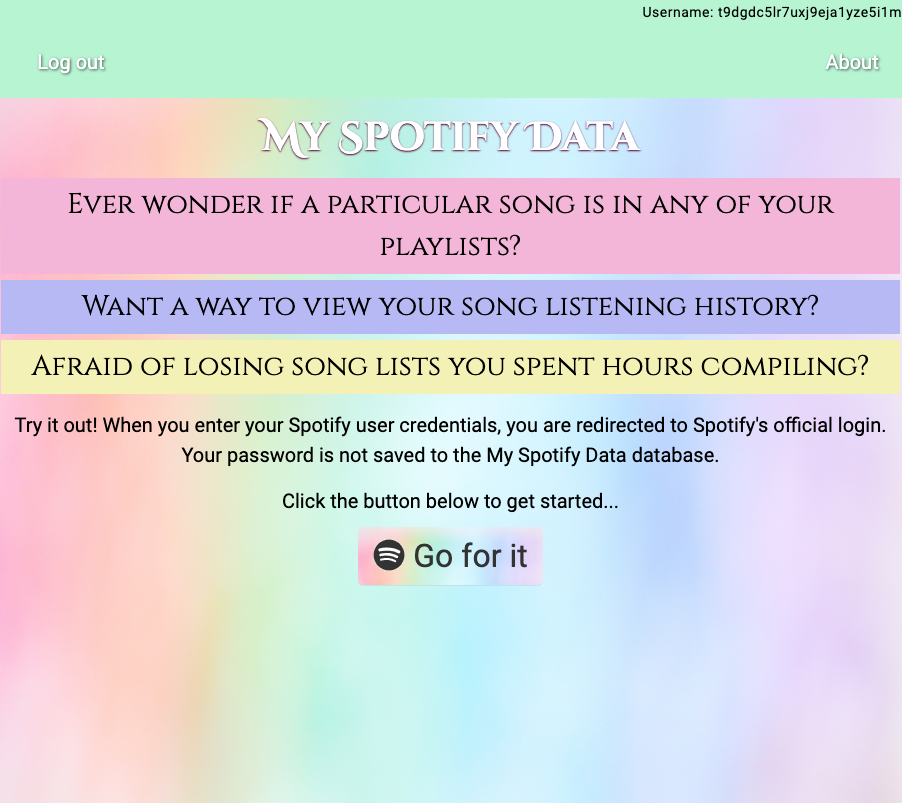 Username: t9dgdc5lr7uxj9eja1yze5i1m
Log out
About
My Spotify Data
Ever wonder if a particular song is in any of your
playlists?
Want a way to view your song listening history?
Afraid of losing song lists you spent hours compiling?
Try it out! When you enter your Spotify user credentials, you are redirected to Spotify's official login.
Your password is not saved to the My Spotify Data database.
Click the button below to get started...
Go for it